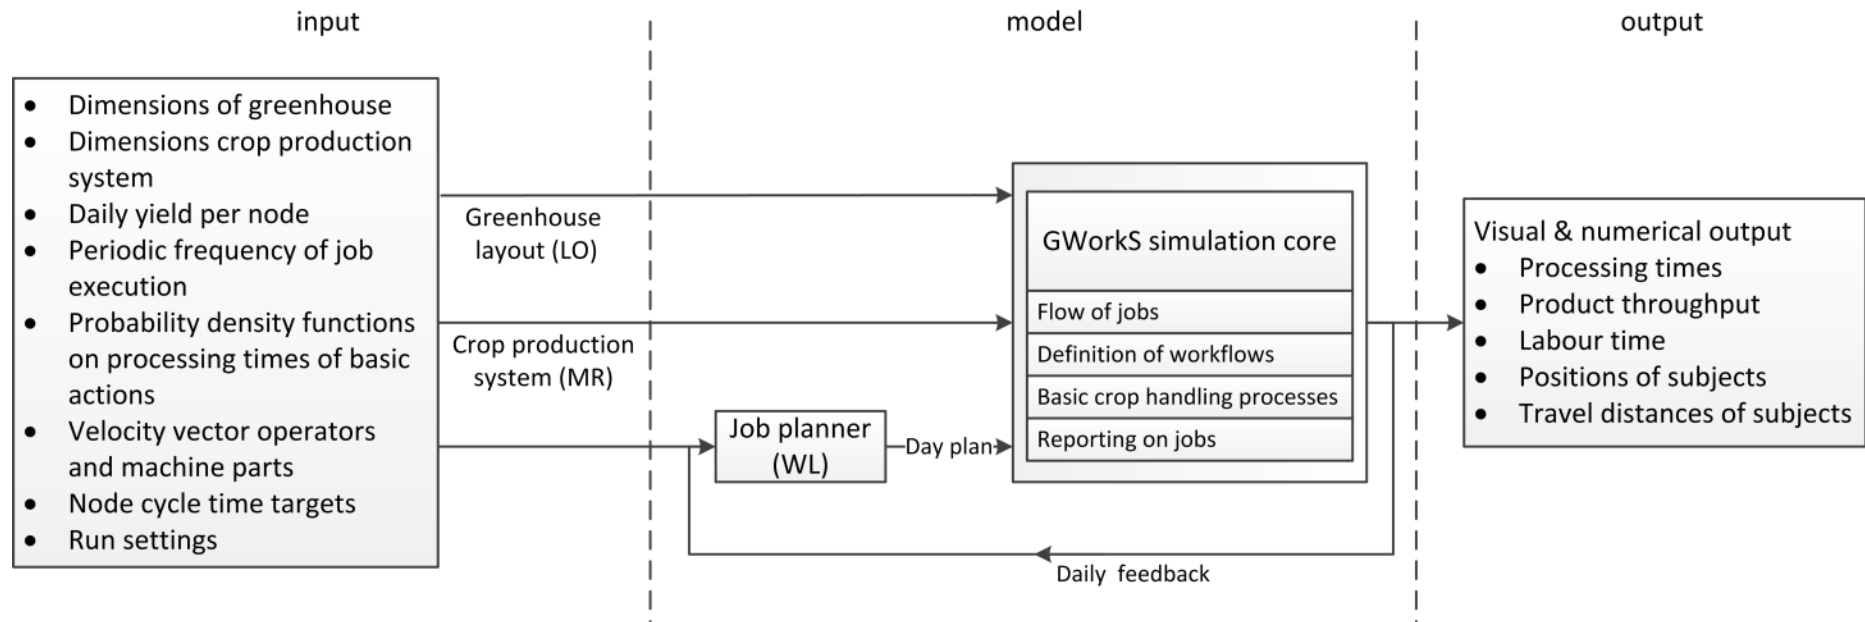 input
model
output
• Dimensions of greenhouse
• Dimensions crop production
system
• Daily yield per node
• Periodic frequency of job
execution
• Probability density functions
on processing times of basic
actions
• Velocity vector operators
and machine parts
• Node cycle time targets
• Run settings
Greenhouse
layout (LO)
Crop production
system (MR)
Job planner
(WL)
Day plan
GWorkS simulation core
Flow of jobs
Definition of workflows
Basic crop handling processes
Reporting on jobs
Daily feedback
Visual & numerical output
• Processing times
• Product throughput
• Labour time
• Positions of subjects
• Travel distances of subjects